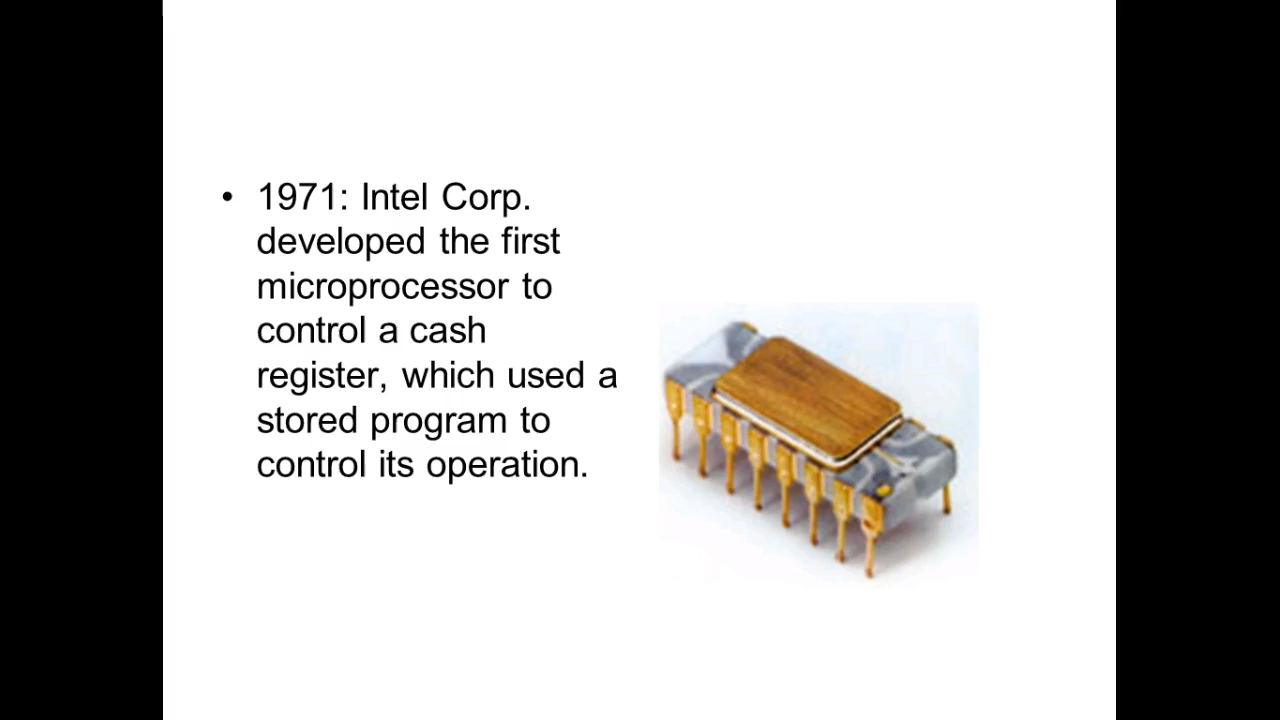 • 1971: Intel Corp.
developed the first
microprocessor to
control a cash
register, which used a
stored program to
control its operation.